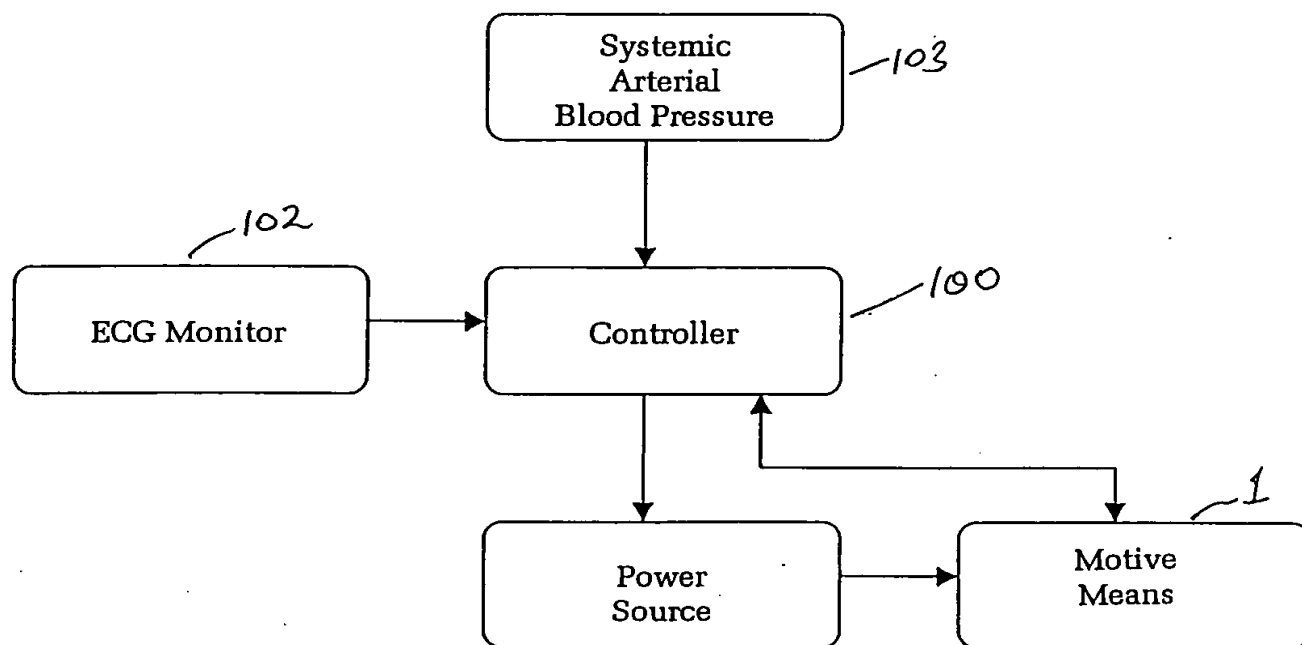 Systemic
Arterial
Blood Pressure
103
102
ECG Monitor
Controller
100
Power
Source
Motive
Means
1